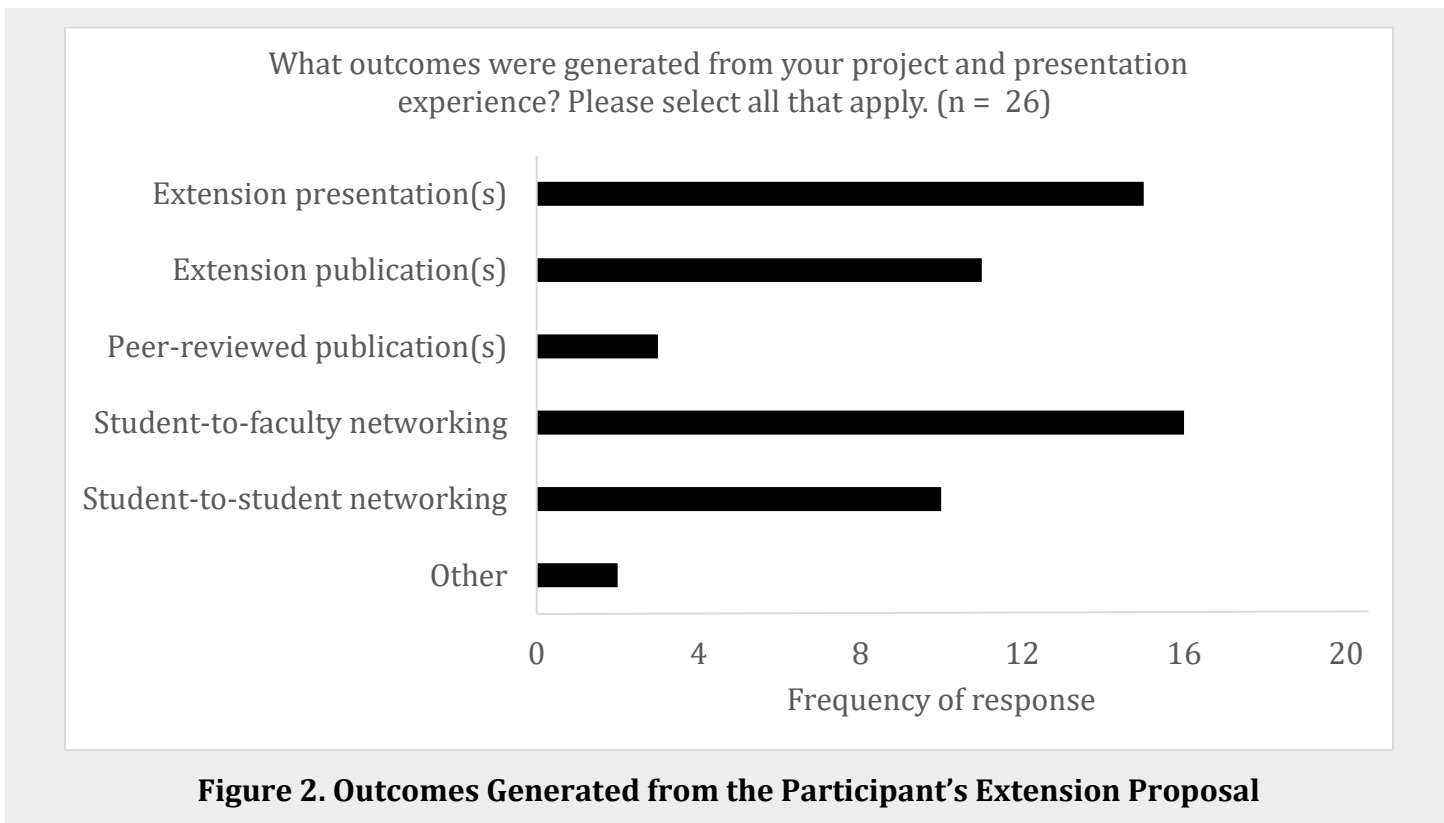 What outcomes were generated from your project and presentation
experience? Please select all that apply. (n =  26)
Extension presentation(s)
Extension publication(s)
Peer-reviewed publication(s)
Student-to-faculty networking
Student-to-student networking
Other
0 4 8 12 16 20
Frequency of response
Figure 2. Outcomes Generated from the Participant’s Extension Proposal